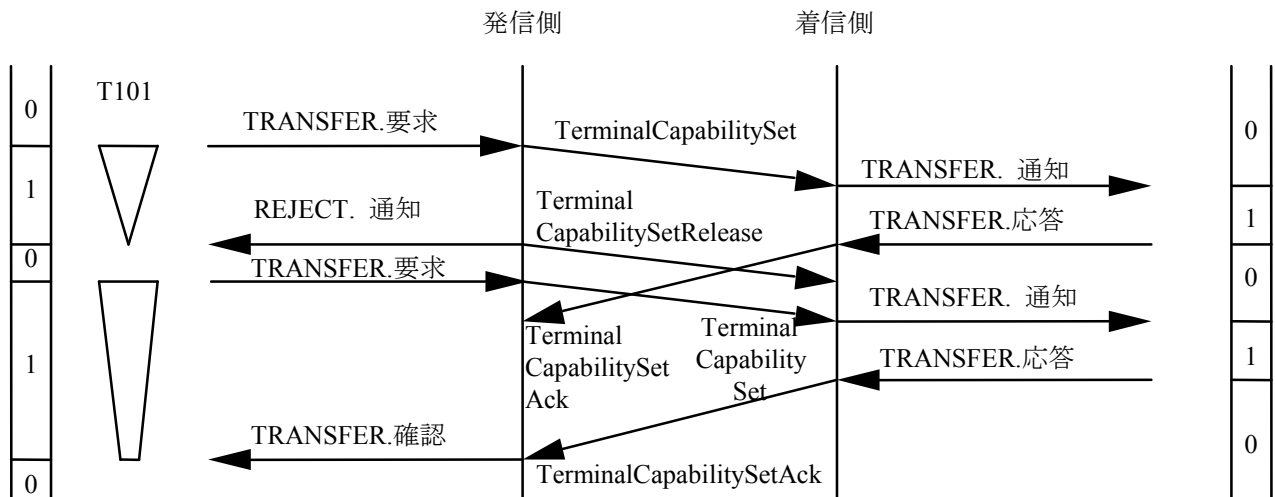 発信側 着信側
T101
0
TRANSFER.要求
TerminalCapabilitySet
0
TRANSFER. 通知
1
REJECT. 通知
Terminal
CapabilitySetRelease
TRANSFER.応答
1
0
TRANSFER.要求
0
TRANSFER. 通知
Terminal
CapabilitySet
Ack
Terminal
Capability
Set
1
TRANSFER.応答
1
TRANSFER.確認
0
TerminalCapabilitySetAck
0